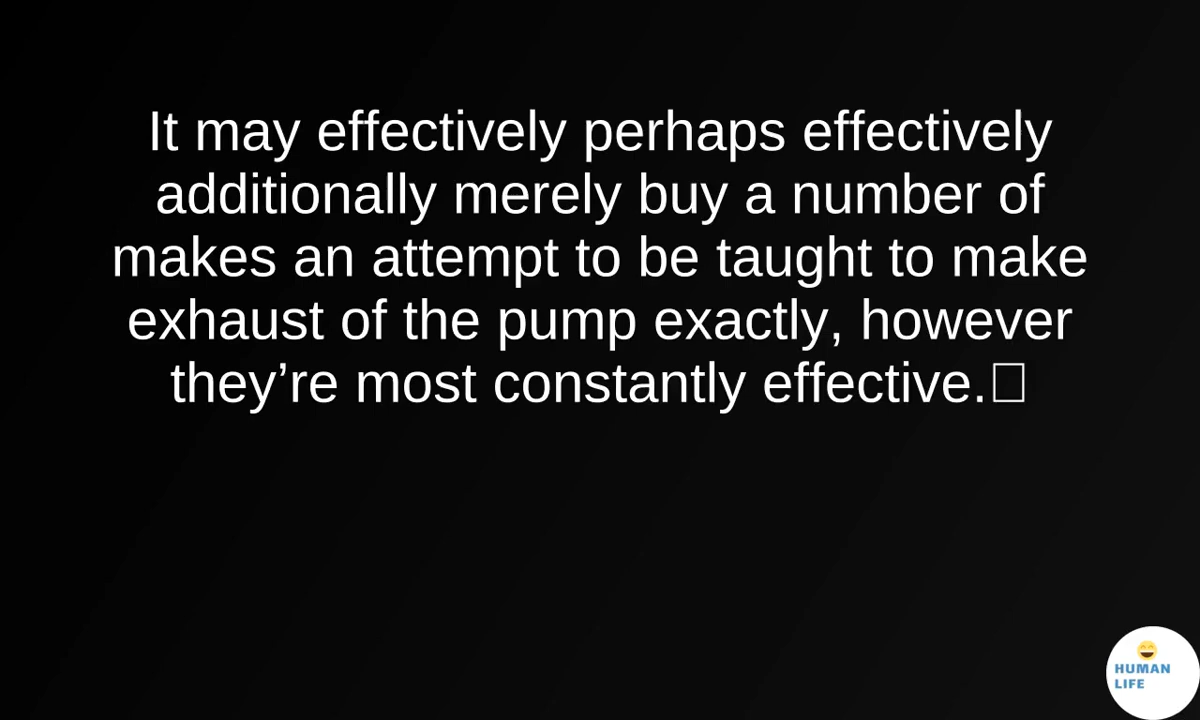 It may effectively perhaps effectively
additionally merely buy a number of
makes an attempt to be taught to make
exhaust of the pump exactly, however
they’re most constantly effective.
HUMAN
LIFE